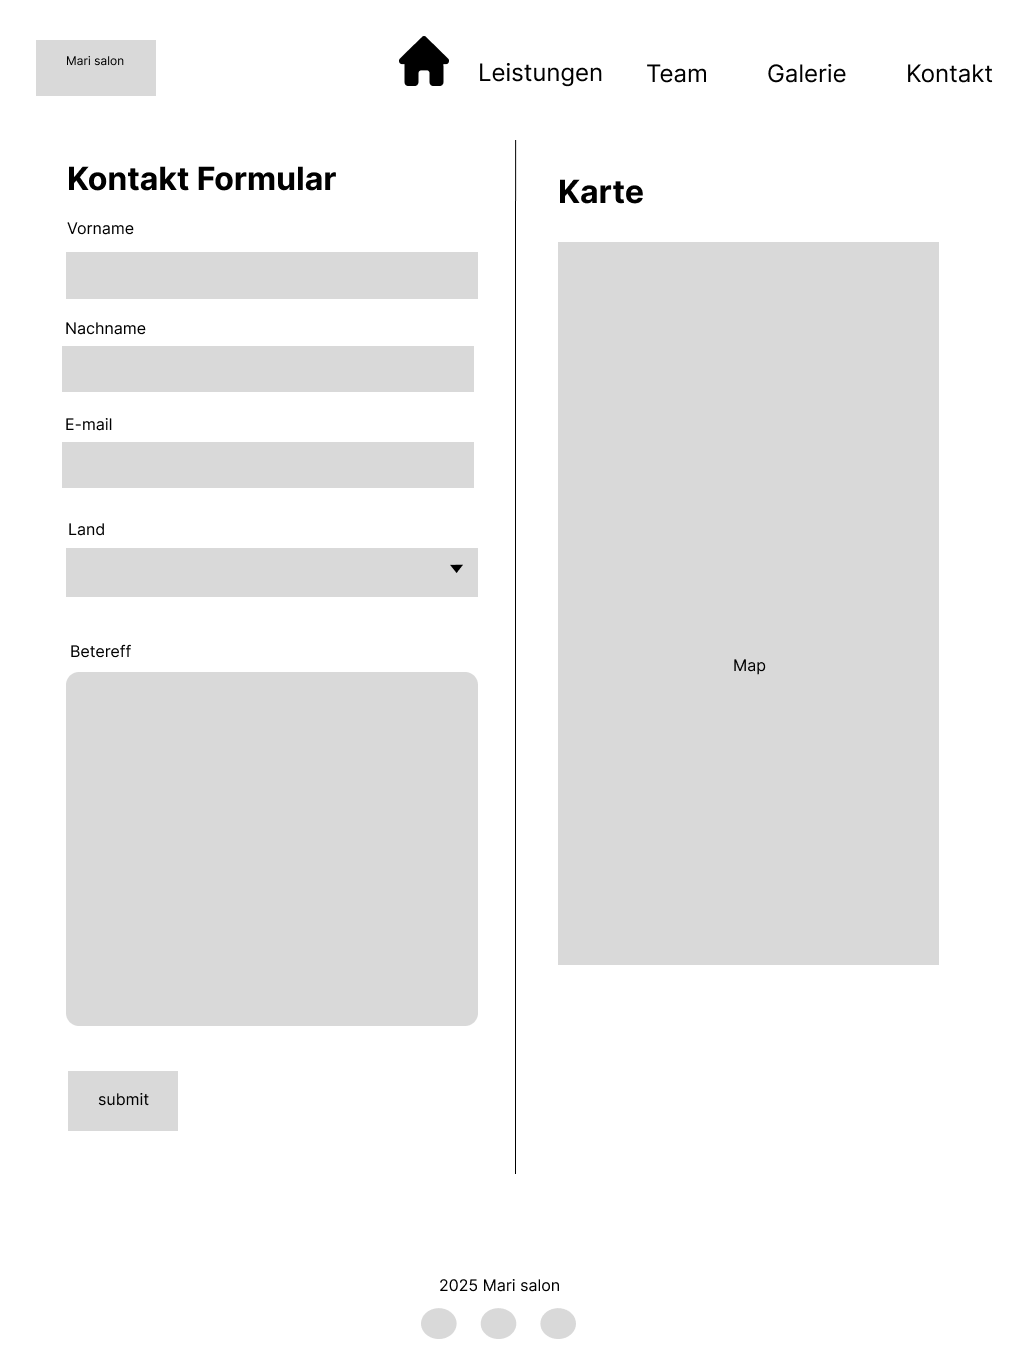 Mari salon
Leistungen
Team
Galerie
Kontakt
Kontakt Formular
Vorname
Nachname
E-mail
Land
Betereff
submit
Karte
Map
2025 Mari salon